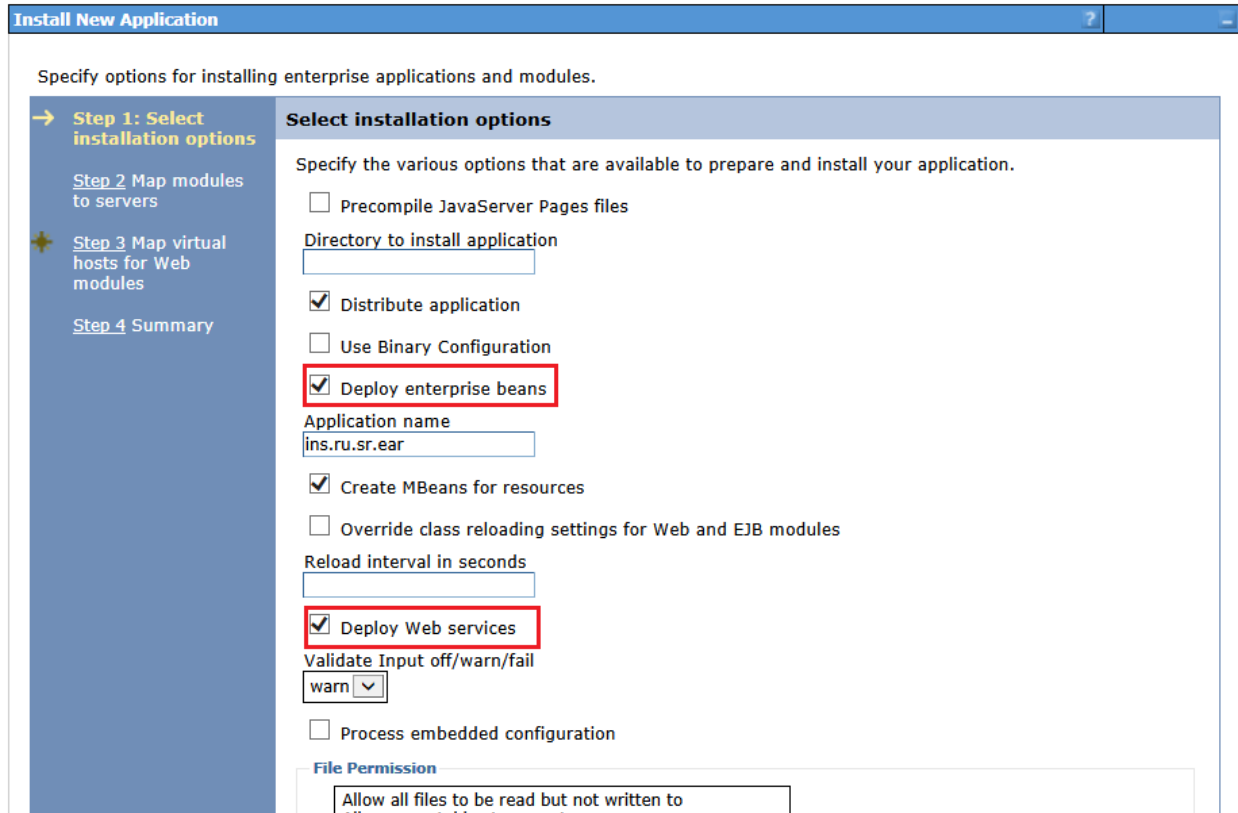 Install New Application
?
Specify options for installing enterprise applications and modules.
Step 1: Select
installation options
Step 2 Map modules
to servers
Step 3 Map virtual
hosts for Web
modules
Step 4 Summary
Select installation options
Specify the various options that are available to prepare and install your application.
Precompile JavaServer Pages files
Directory to install application
Distribute application
Use Binary Configuration
Deploy enterprise beans
Application name
ins.ru.sr.ear
Create MBeans for resources
Override class reloading settings for Web and EJB modules
Reload interval in seconds
Deploy Web services
Validate Input off/warn/fail
warn
Process embedded configuration
File Permission
Allow all files to be read but not written to